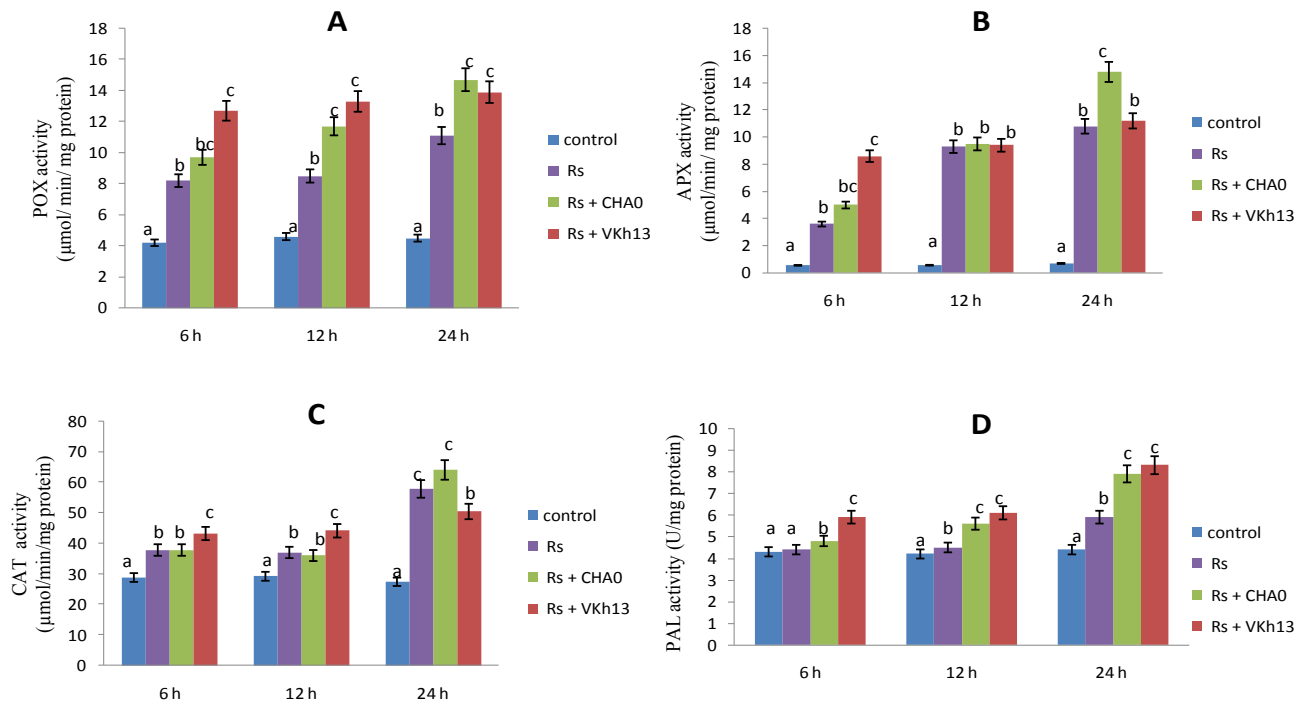 A
POX activity
(µmol/ min/ mg protein)
18
16
14
12
10
8
6
4
2
0
a b bc c
a b c c
a b c c
6 h 12 h 24 h
control
Rs
Rs + CHA0
Rs + VKh13
B
APX activity
(µmol/min/ mg protein)
18
16
14
12
10
8
6
4
2
0
a b bc c
a b b b
a b c b
6 h 12 h 24 h
control
Rs
Rs + CHA0
Rs + VKh13
C
CAT activity
(µmol/min/mg protein)
80
70
60
50
40
30
20
10
0
a b b c
a b b c
a c c b
6 h 12 h 24 h
control
Rs
Rs + CHA0
Rs + VKh13
D
PAL activity (U/mg protein)
10
9
8
7
6
5
4
3
2
1
0
a a b c
a b c c
a b c c
6 h 12 h 24 h
control
Rs
Rs + CHA0
Rs + VKh13